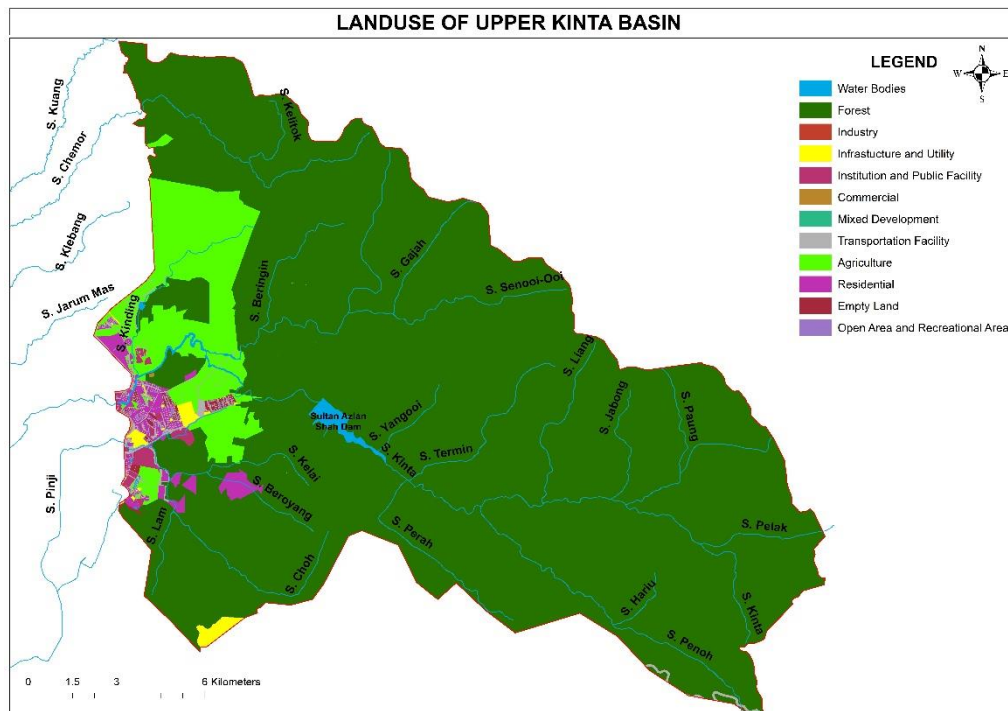 LANDUSE OF UPPER KINTA BASIN
LEGEND
N
W
E
S
Water Bodies
Forest
Industry
Infrastucture and Utility
Institution and Public Facility
Commercial
Mixed Development
Transportation Facility
Agriculture
Residential
Empty Land
Open Area and Recreational Area
S. Kuang
S. Chemor
S. Klebang
S. Jarum Mas
S. Kinding
S. Pinji
S. Kelitok
S. Beringin
S. Gajah
S. Senooi-Ooi
S. Liang
S. Jabong
S. Paung
Sultan Azlan
Shah Dam
S. Yangooi
S. Kinta
S. Termin
S. Kelai
S. Beroyang
S. Lam
S. Choh
S. Perah
S. Pelak
S. Hariu
S. Kinta
S. Penoh
0 1.5 3 6 Kilometers